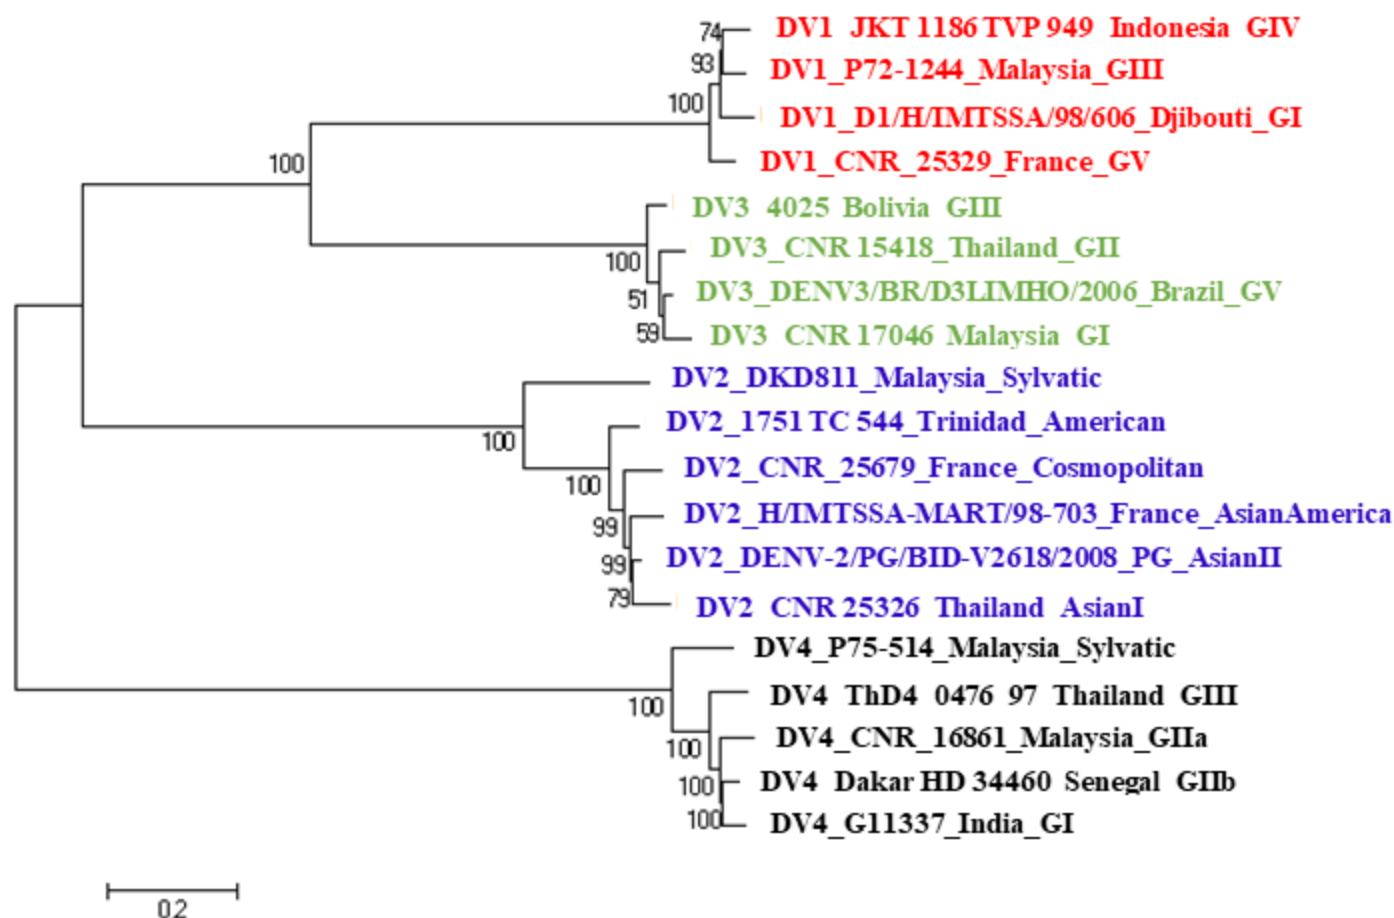 74
DV1 JKT 1186 TVP 949 Indonesia GIV
93
DV1_P72-1244_Malaysia_GIII
100
DV1_D1/H/IMTSSA/98/606_Djibouti_GI
DV1_CNR_25329_France_GV
100
DV3 4025 Bolivia GIII
DV3_CNR 15418_Thailand_GII
100
DV3_DENV3/BR/D3LIMHO/2006_Brazil_GV
51
DV3 CNR 17046 Malaysia GI
59
DV2_DKD811_Malaysia_Sylvatic
DV2_1751 TC 544_Trinidad_American
100
DV2_CNR_25679_France_Cosmopolitan
100
DV2_H/IMTSSA-MART/98-703_France_AsianAmerica
99
DV2_DENV-2/PG/BID-V2618/2008_PG_AsianII
99
DV2 CNR 25326 Thailand AsianI
79
DV4_P75-514_Malaysia_Sylvatic
DV4 ThD4 0476 97 Thailand GIII
100
DV4_CNR_16861_Malaysia_GIIa
100
DV4 Dakar HD 34460 Senegal GIIb
100
DV4_G11337_India_GI
100
0.2